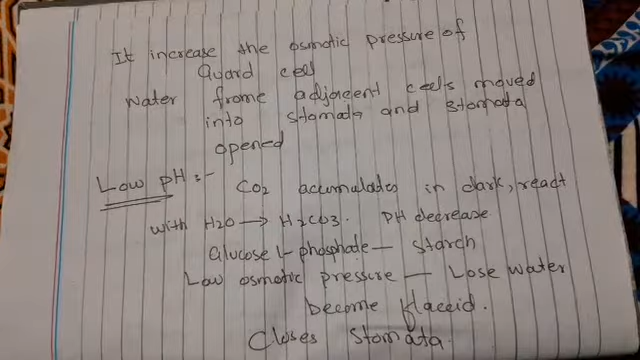 It increase the osmotic pressure of
Guard cell
Water frome adjacent cells moved
into stomata and stomata
opened
Low pH :-
CO2 accumalates in dark, react
with H2O → H2CO3. PH decrease
Glucose 1-phosphate — starch
Low osmotic pressure — Lose water
become flaccid.
Closes stomata.